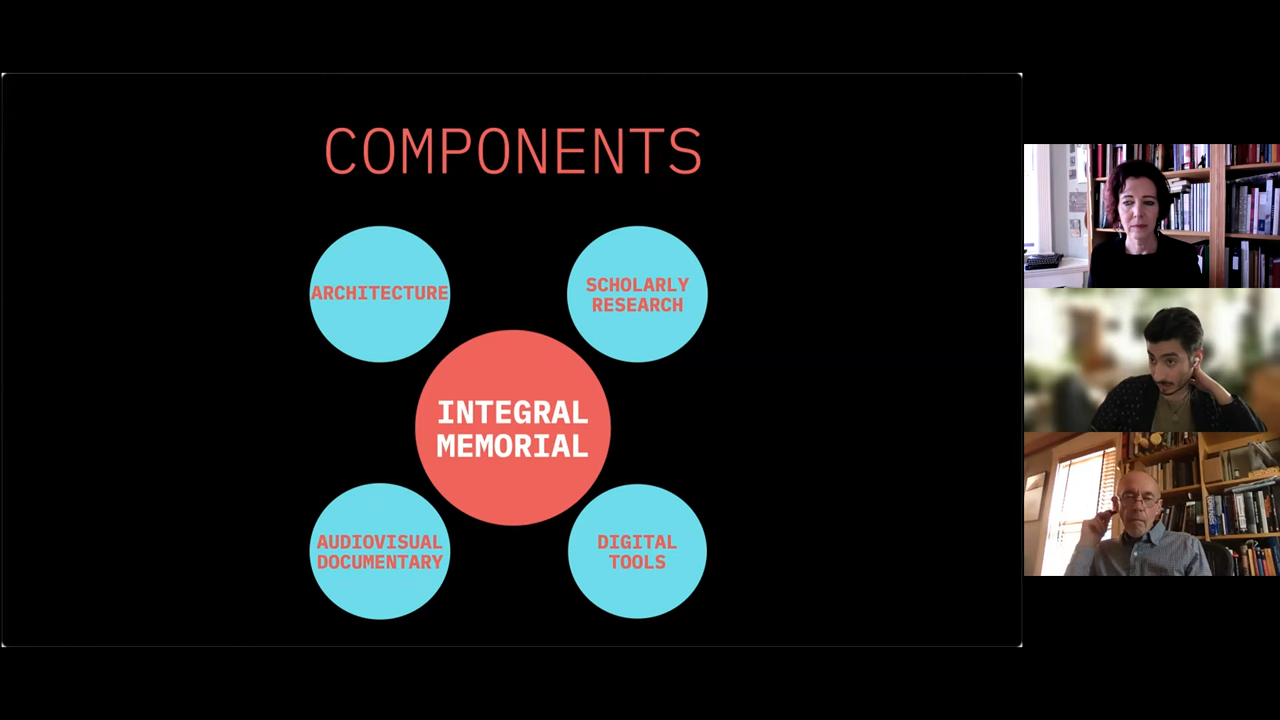 COMPONENTS
ARCHITECTURE
SCHOLARLY
RESEARCH
INTEGRAL
MEMORIAL
AUDIOVISUAL
DOCUMENTARY
DIGITAL
TOOLS